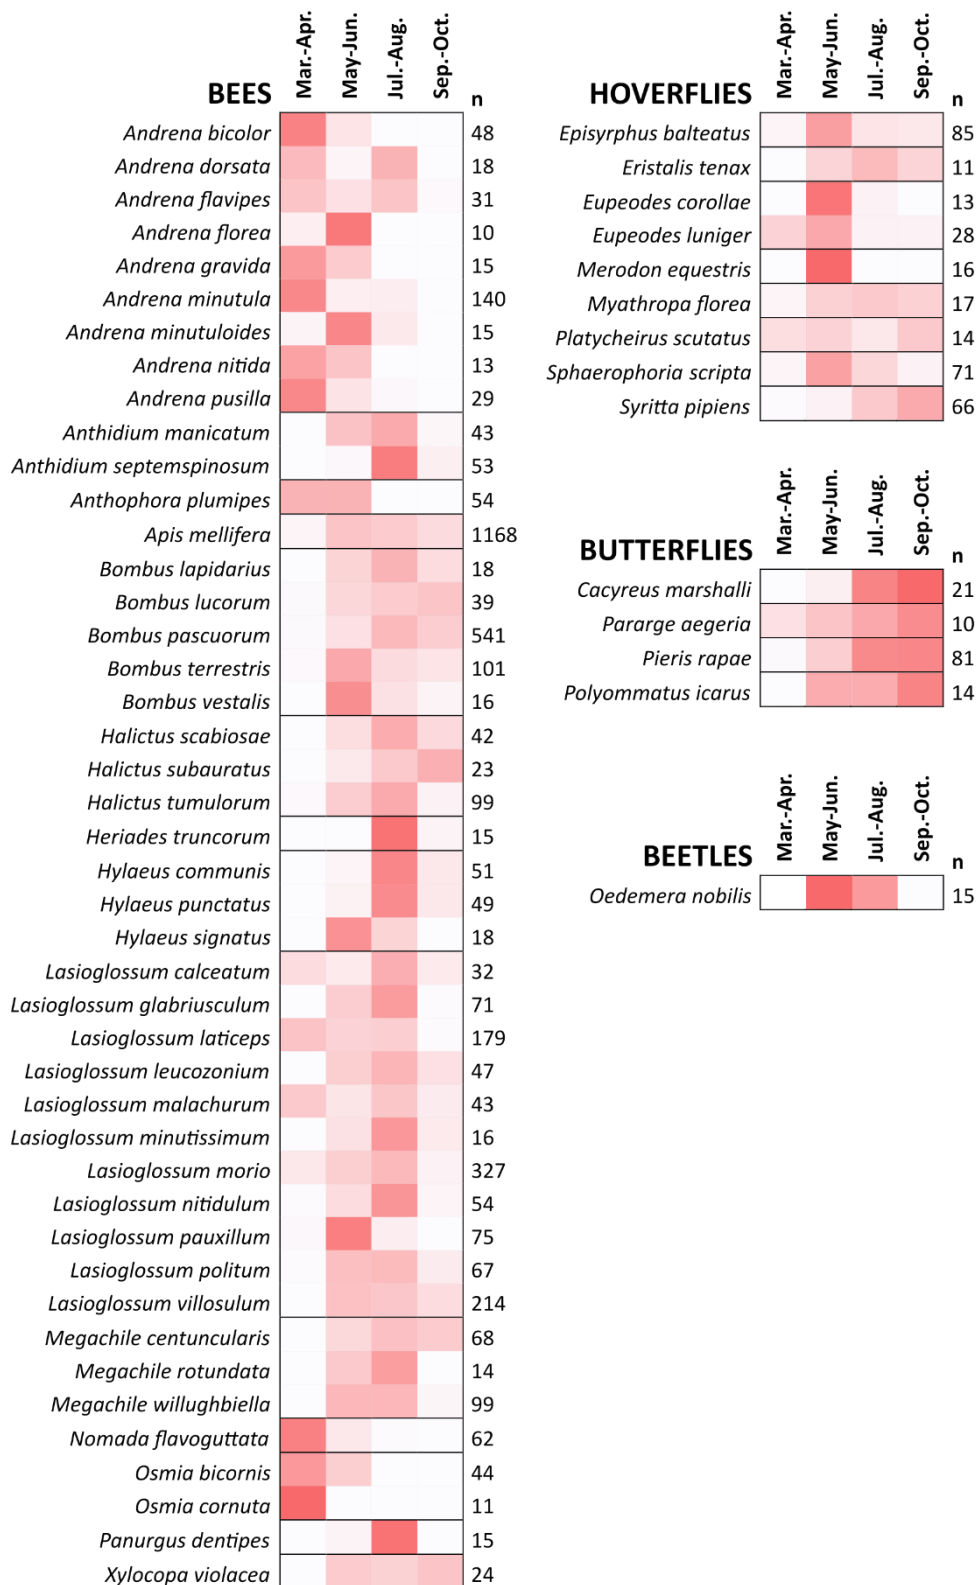 BEES Mar.-Apr. May-Jun. Jul.-Aug. Sep.-Oct. n
Andrena bicolor 48
Andrena dorsata 18
Andrena flavipes 31
Andrena florea 10
Andrena gravida 15
Andrena minutula 140
Andrena minutuloides 15
Andrena nitida 13
Andrena pusilla 29
Anthidium manicatum 43
Anthidium septemspinosum 53
Anthophora plumipes 54
Apis mellifera 1168
Bombus lapidarius 18
Bombus lucorum 39
Bombus pascuorum 541
Bombus terrestris 101
Bombus vestalis 16
Halictus scabiosae 42
Halictus subauratus 23
Halictus tumulorum 99
Heriades truncorum 15
Hylaeus communis 51
Hylaeus punctatus 49
Hylaeus signatus 18
Lasioglossum calceatum 32
Lasioglossum glabriusculum 71
Lasioglossum laticeps 179
Lasioglossum leucozonium 47
Lasioglossum malachurum 43
Lasioglossum minutissimum 16
Lasioglossum morio 327
Lasioglossum nitidulum 54
Lasioglossum pauxillum 75
Lasioglossum politum 67
Lasioglossum villosulum 214
Megachile centuncularis 68
Megachile rotundata 14
Megachile willughbiella 99
Nomada flavoguttata 62
Osmia bicornis 44
Osmia cornuta 11
Panurgus dentipes 15
Xylocopa violacea 24
HOVERFLIES Mar.-Apr. May-Jun. Jul.-Aug. Sep.-Oct. n
Episyrphus balteatus 85
Eristalis tenax 11
Eupeodes corollae 13
Eupeodes luniger 28
Merodon equestris 16
Myathropa florea 17
Platycheirus scutatus 14
Sphaerophoria scripta 71
Syritta pipiens 66
BUTTERFLIES Mar.-Apr. May-Jun. Jul.-Aug. Sep.-Oct. n
Cacyreus marshalli 21
Pararge aegeria 10
Pieris rapae 81
Polyommatus icarus 14
BEETLES Mar.-Apr. May-Jun. Jul.-Aug. Sep.-Oct. n
Oedemera nobilis 15